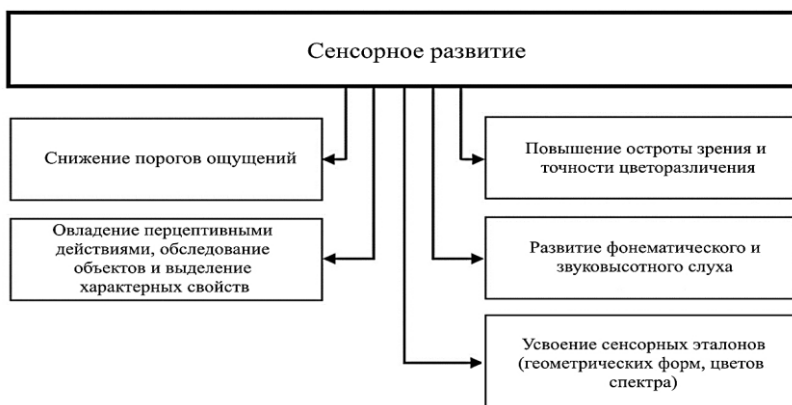 Сенсорное развитие
Снижение порогов ощущений
Повышение остроты зрения и
точности цветоразличения
Овладение перцептивными
действиями, обследование
объектов и выделение
характерных свойств
Развитие фонематического и
звуковысотного слуха
Усвоение сенсорных эталонов
(геометрических форм, цветов
спектра)